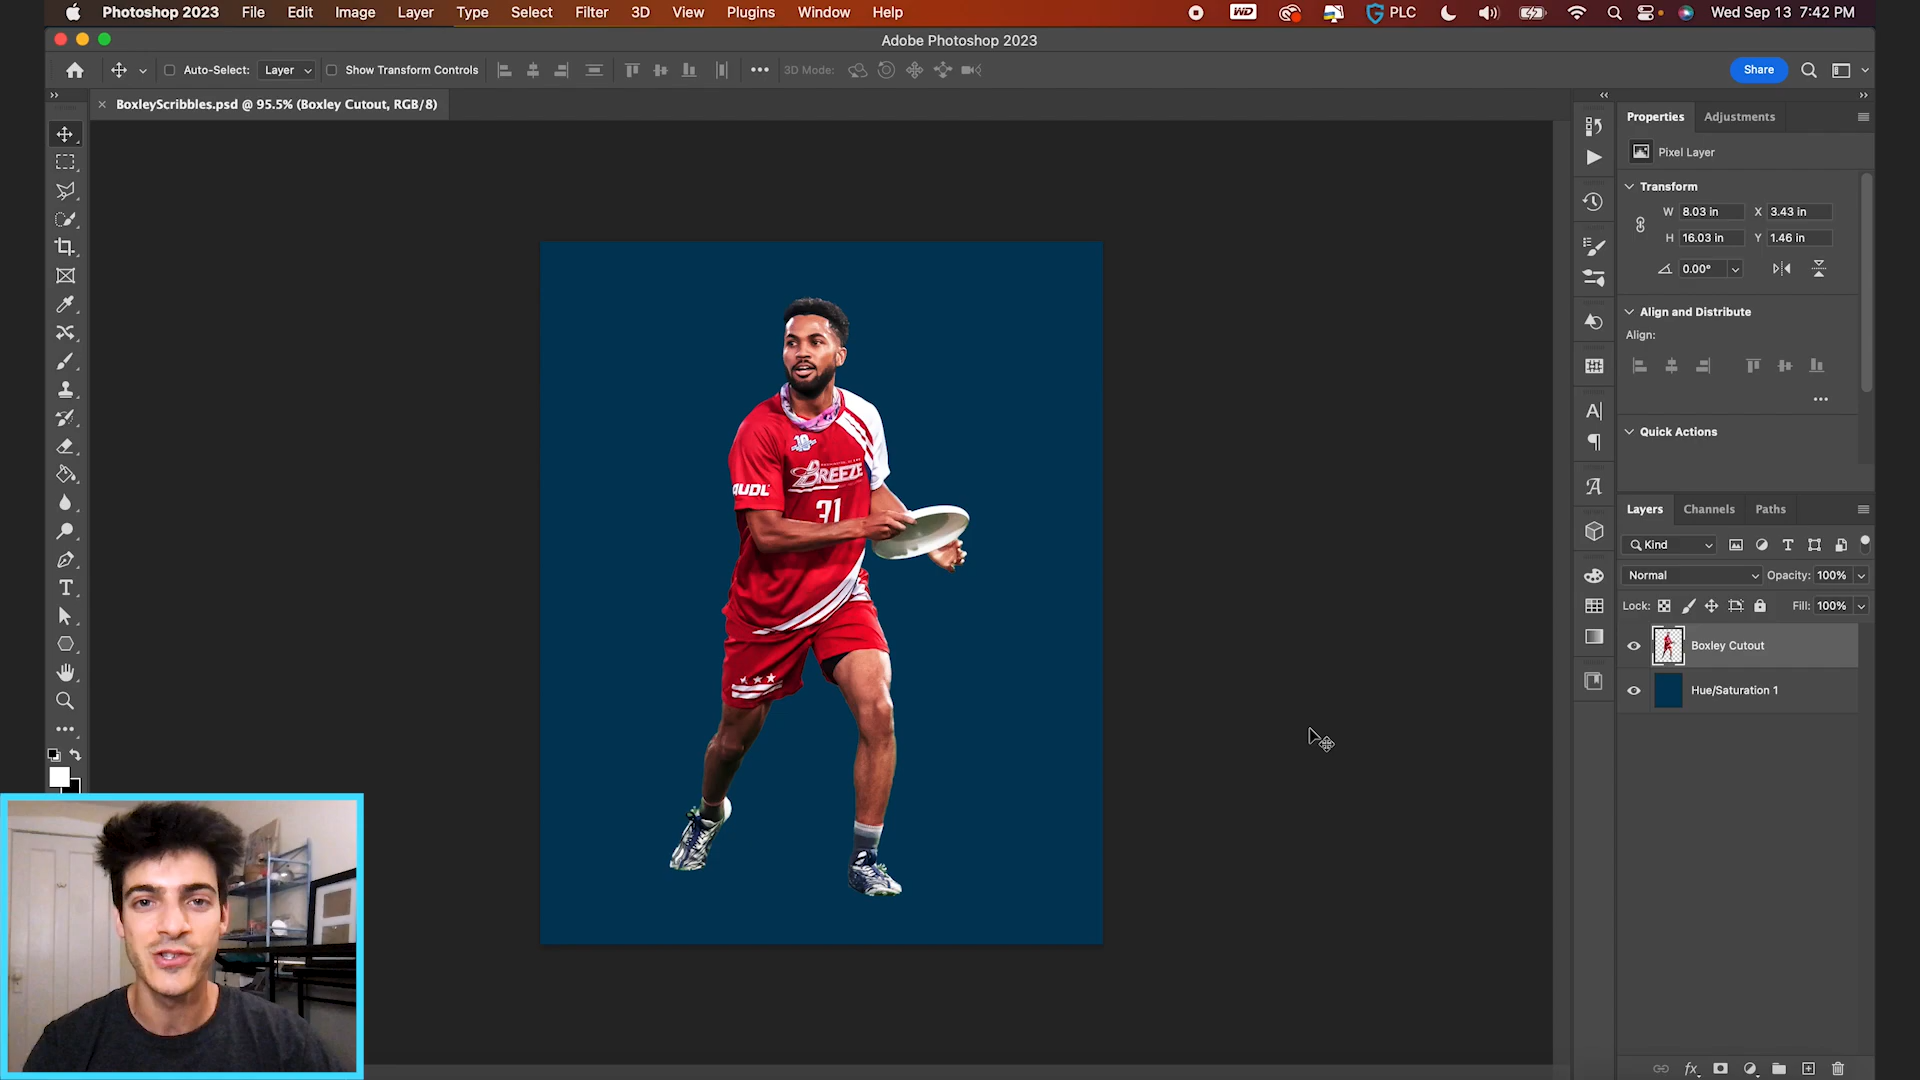 Photoshop 2023 File Edit Image Layer Type Select Filter 3D View Plugins Window Help WD PLC Wed Sep 13 7:42 PM
Adobe Photoshop 2023
Auto-Select: Layer Show Transform Controls 3D Mode: Share
BoxleyScribbles.psd @ 95.5% (Boxley Cutout, RGB/8)
Properties Adjustments
Pixel Layer
Transform
W 8.03 in X 3.43 in
H 16.03 in Y 1.46 in
0.00°
Align and Distribute
Align:
Quick Actions
BREEZE
AUDL
31
Layers Channels Paths
Kind
Normal Opacity: 100%
Lock: Fill: 100%
Boxley Cutout
Hue/Saturation 1